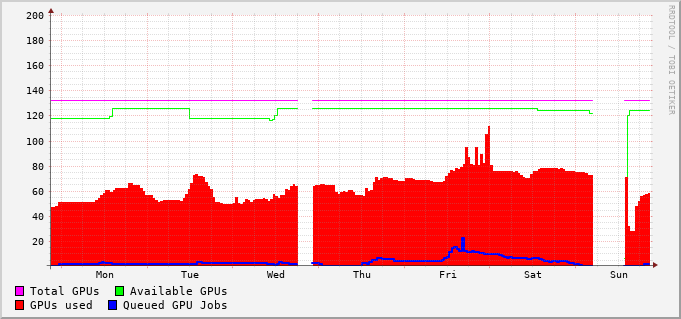 200
180
160
140
120
100
80
60
40
20
Mon Tue Wed Thu Fri Sat Sun
Total GPUs Available GPUs
GPUs used Queued GPU Jobs
RRDTOOL / TOBI OETIKER